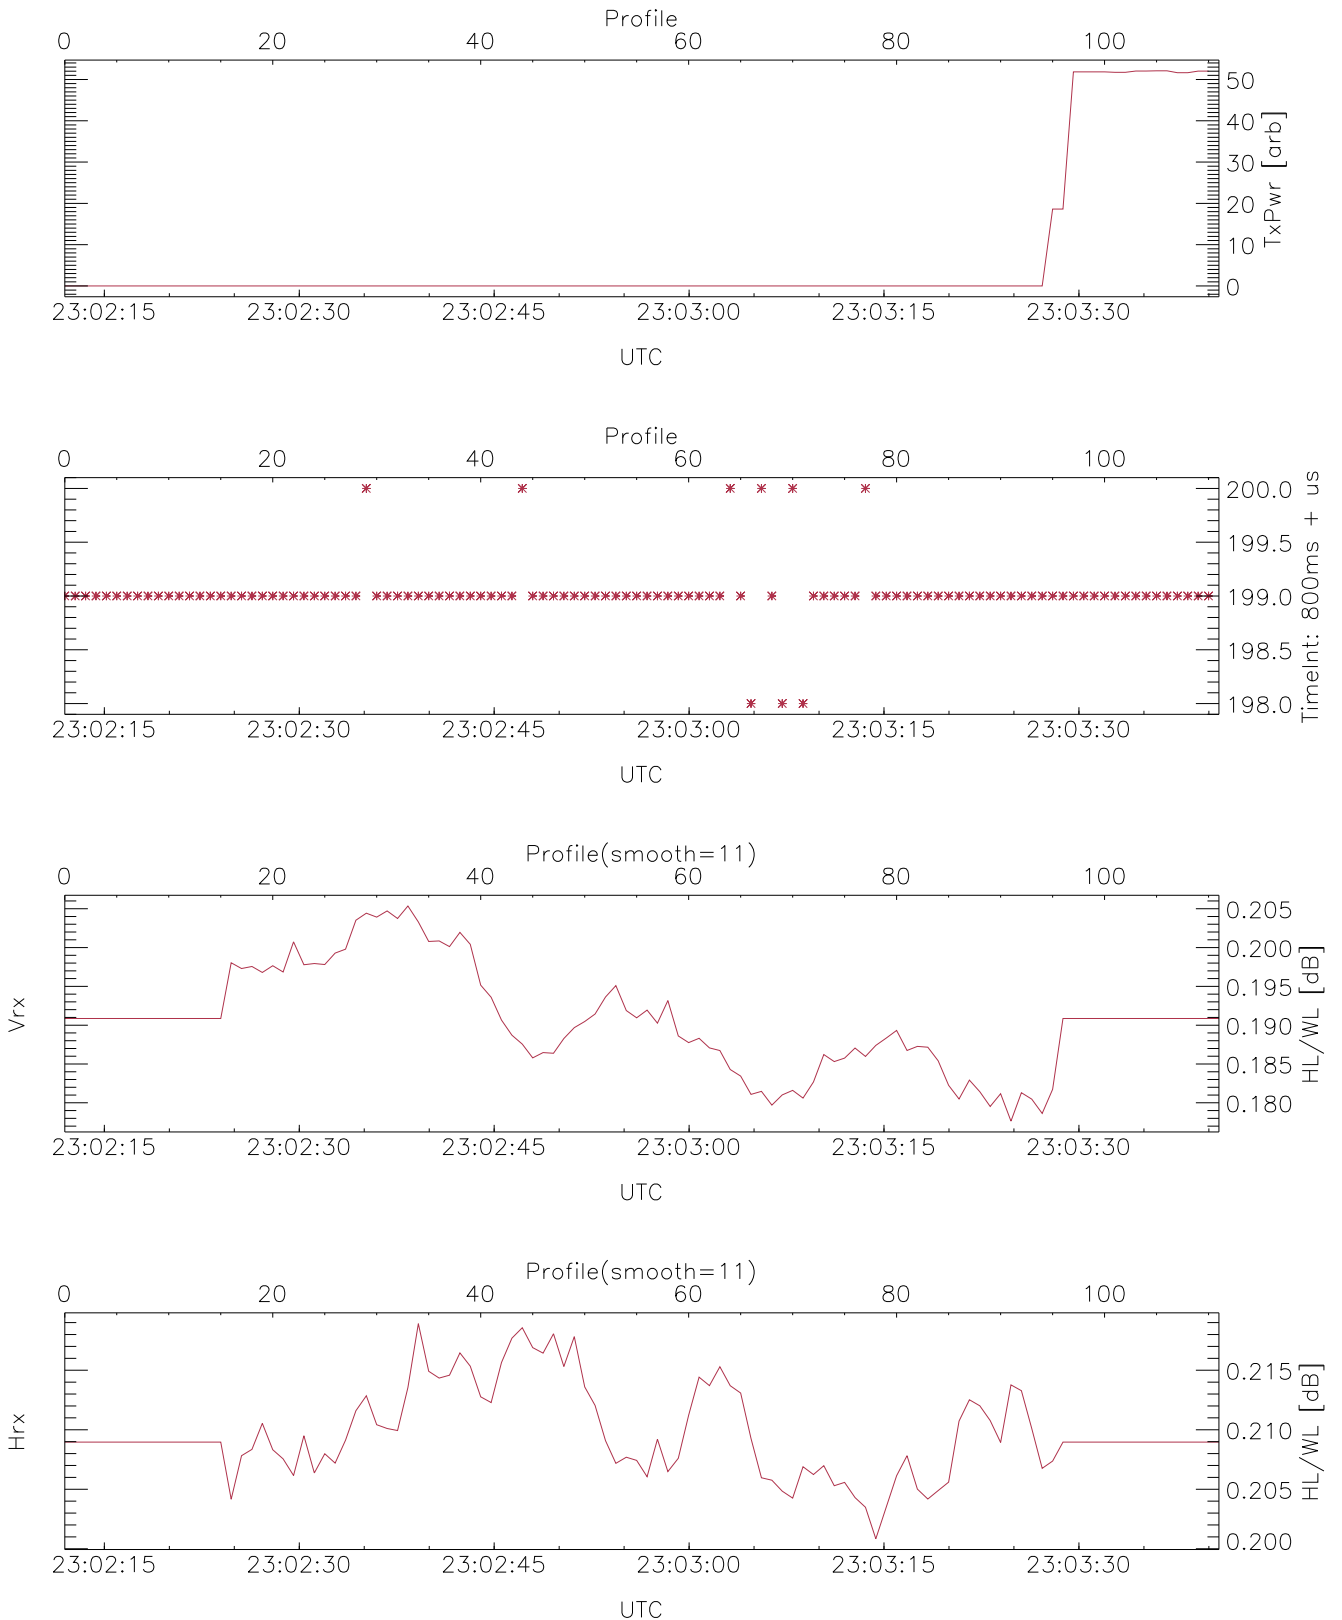 Profile
0 20 40 60 80 100
50
40
30
20
10
0
TxPwr [arb]
23:02:15 23:02:30 23:02:45 23:03:00 23:03:15 23:03:30
UTC
Profile
0 20 40 60 80 100
200.0
199.5
199.0
198.5
198.0
TimeInt: 800ms + us
23:02:15 23:02:30 23:02:45 23:03:00 23:03:15 23:03:30
UTC
Profile(smooth=11)
0 20 40 60 80 100
Vrx
0.205
0.200
0.195
0.190
0.185
0.180
HL/WL [dB]
23:02:15 23:02:30 23:02:45 23:03:00 23:03:15 23:03:30
UTC
Profile(smooth=11)
0 20 40 60 80 100
Hrx
0.215
0.210
0.205
0.200
HL/WL [dB]
23:02:15 23:02:30 23:02:45 23:03:00 23:03:15 23:03:30
UTC